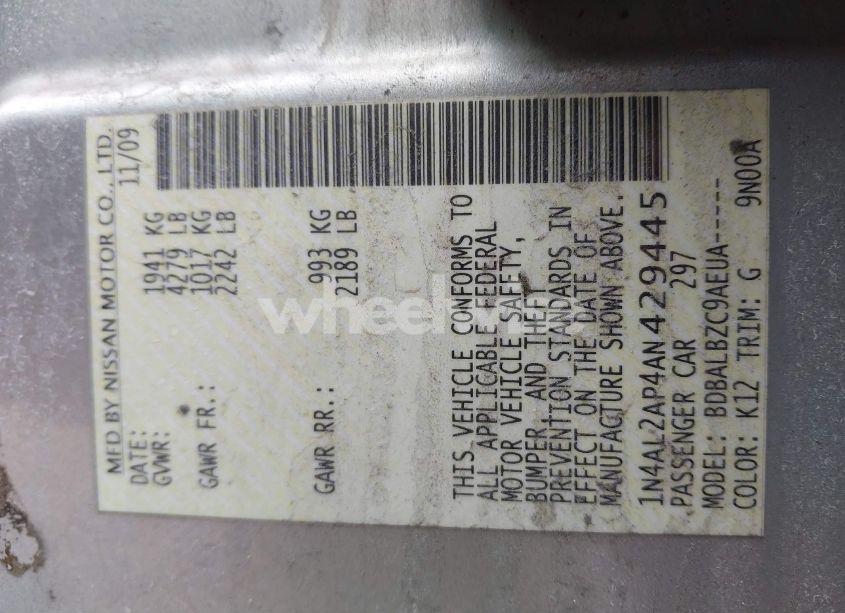 MFD BY NISSAN MOTOR CO., LTD.
DATE: 11/09
GVWR: 1941 KG
4279 LB
GAWR FR.: 1017 KG
2242 LB
GAWR RR.: 993 KG
2189 LB
THIS VEHICLE CONFORMS TO
ALL APPLICABLE FEDERAL
MOTOR VEHICLE SAFETY,
BUMPER, AND THEFT
PREVENTION STANDARDS IN
EFFECT ON THE DATE OF
MANUFACTURE SHOWN ABOVE.
1N4AL2AP4AN429445
PASSENGER CAR 297
MODEL: BDBALBZC9AEUA-----
COLOR: K12 TRIM: G 9N00A